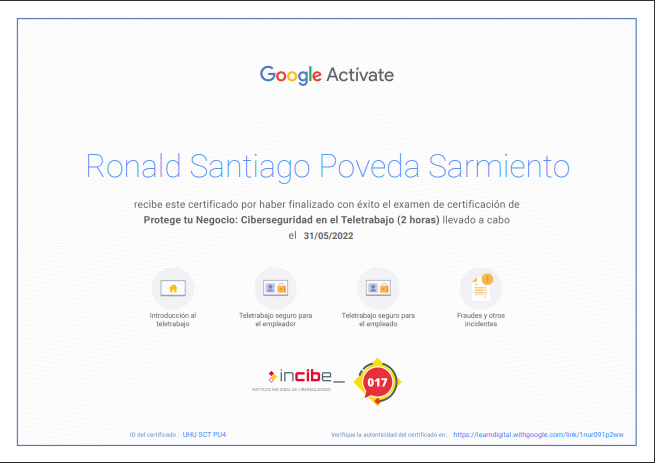 Google Actívate
Ronald Santiago Poveda Sarmiento
recibe este certificado por haber finalizado con éxito el examen de certificación de
Protege tu Negocio: Ciberseguridad en el Teletrabajo (2 horas) llevado a cabo
el 31/05/2022
Introducción al
teletrabajo
Teletrabajo seguro para
el empleador
Teletrabajo seguro para
el empleado
Fraudes y otros
incidentes
incibe_
INSTITUTO NACIONAL DE CIBERSEGURIDAD
017
ID del certificado : UHU SCT PU4
Verifique la autenticidad del certificado en : https://learndigital.withgoogle.com/link/1nur091p2ww